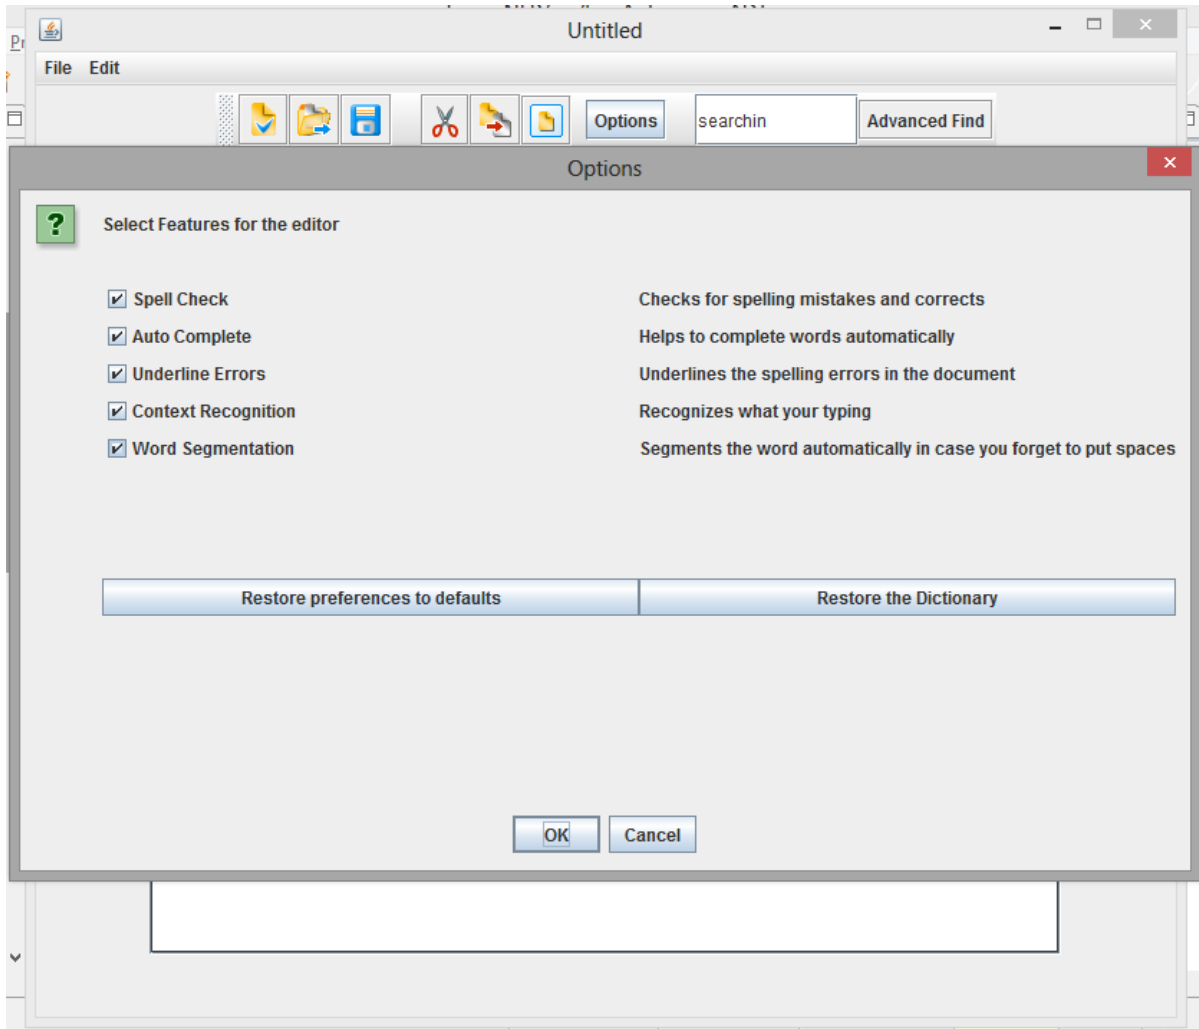 Untitled
File Edit
Options searchin Advanced Find
Options
Select Features for the editor
Spell Check Checks for spelling mistakes and corrects
Auto Complete Helps to complete words automatically
Underline Errors Underlines the spelling errors in the document
Context Recognition Recognizes what your typing
Word Segmentation Segments the word automatically in case you forget to put spaces
Restore preferences to defaults Restore the Dictionary
OK Cancel